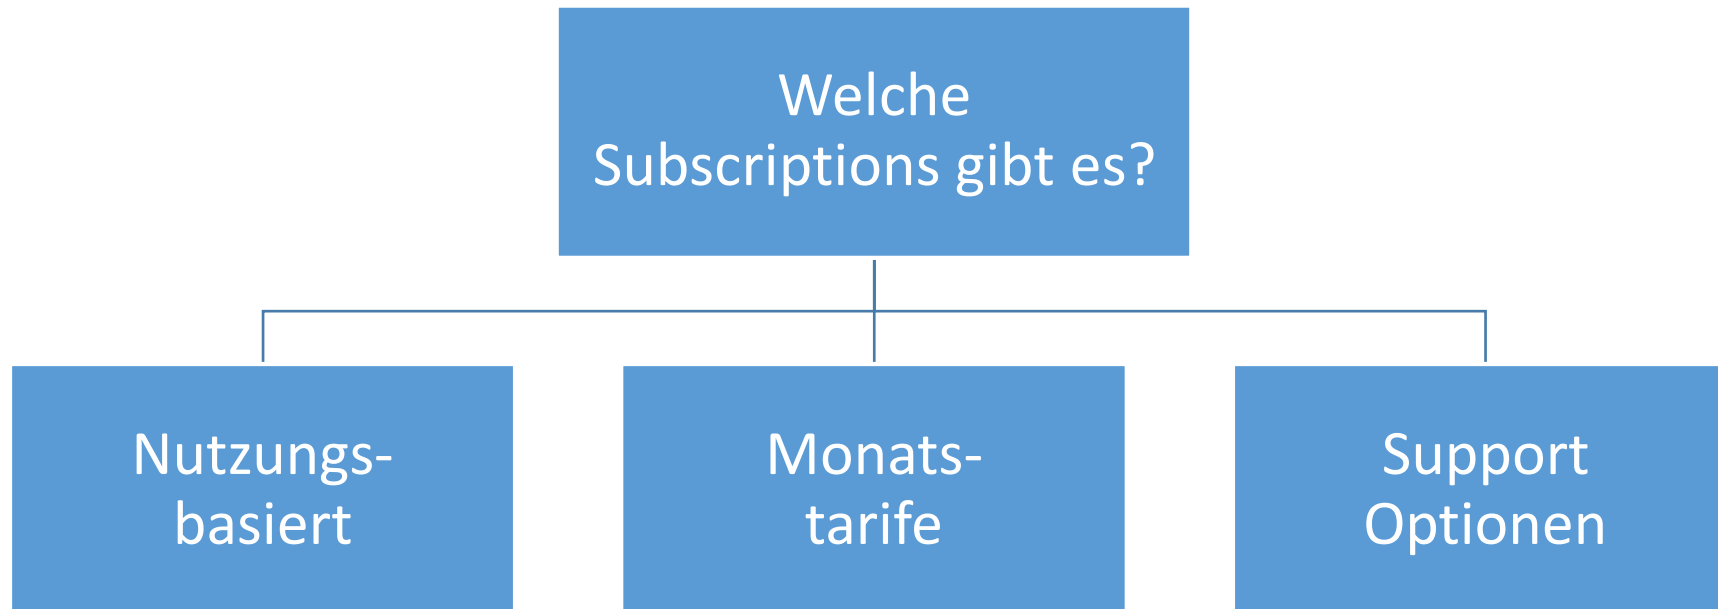 Welche
Subscriptions gibt es?
Nutzungs-
basiert
Monats-
tarife
Support
Optionen